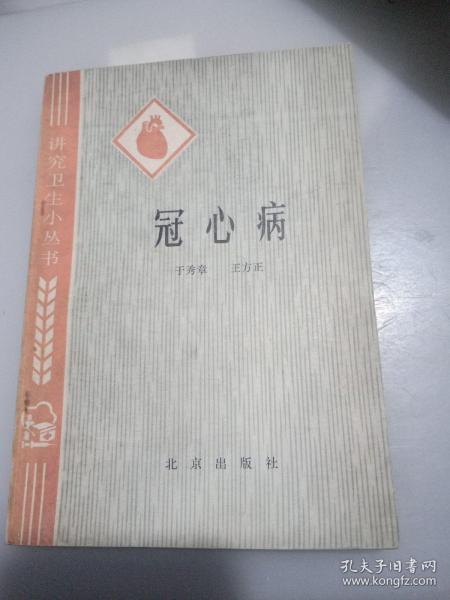 讲究卫生小丛书
冠心病
于秀章 王方正
北京出版社
孔夫子旧书网
www.kongfz.com